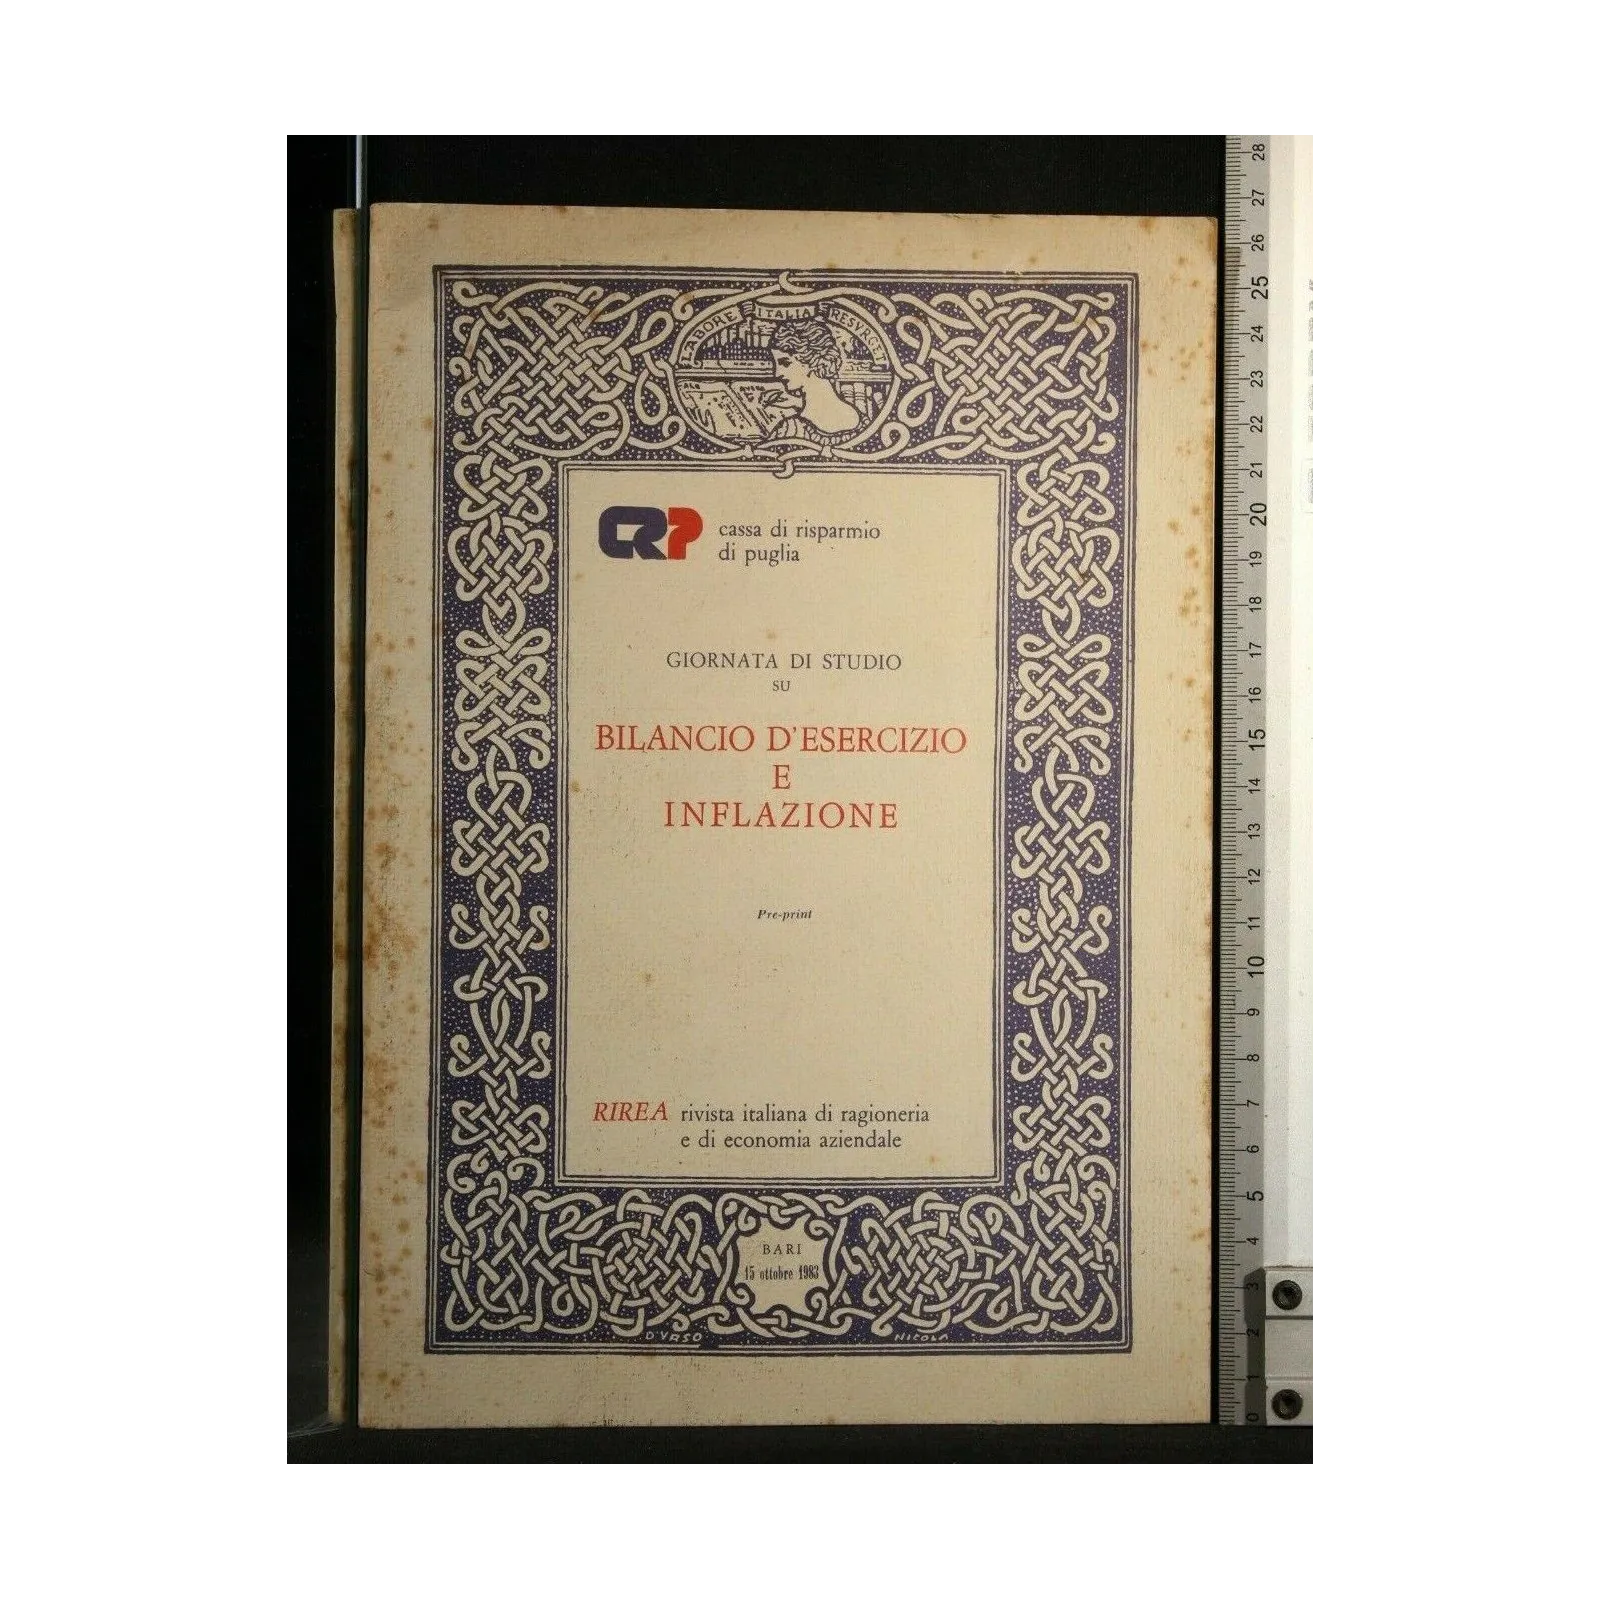 LABORE ITALIA RESVRGET
CRP cassa di risparmio
di puglia
GIORNATA DI STUDIO
SU
BILANCIO D'ESERCIZIO
E
INFLAZIONE
Pre-print
RIREA rivista italiana di ragioneria
e di economia aziendale
BARI
15 ottobre 1983
D'VRSO NICOLA
28
27
26
25
24
23
22
21
20
19
18
17
16
15
14
13
12
11
10
9
8
7
6
5
4
3
2
1
0